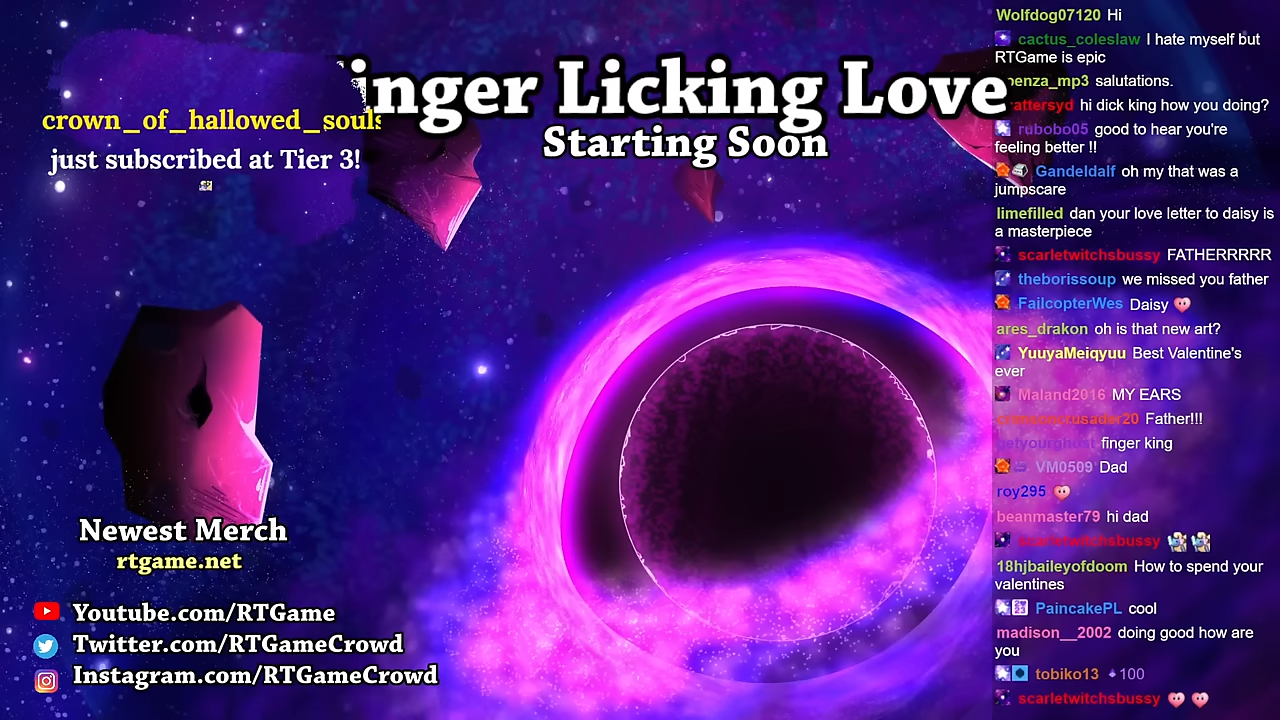 inger Licking Love
Starting Soon
crown_of_hallowed_souls
just subscribed at Tier 3!
Newest Merch
rtgame.net
Youtube.com/RTGame
Twitter.com/RTGameCrowd
Instagram.com/RTGameCrowd
Wolfdog07120 Hi
cactus_coleslaw I hate myself but
RTGame is epic
penza_mp3 salutations.
attersyd hi dick king how you doing?
rubobo05 good to hear you're
feeling better !!
Gandeldalf oh my that was a
jumpscare
limefilled dan your love letter to daisy is
a masterpiece
scarletwitchsbussy FATHERRRRR
theborissoup we missed you father
FailcopterWes Daisy
ares_drakon oh is that new art?
YuuyaMeiqyuu Best Valentine's
ever
Maland2016 MY EARS
crimsoncrusader20 Father!!!
getyourghost finger king
VM0509 Dad
roy295
beanmaster79 hi dad
scarletwitchsbussy
18hjbaileyofdoom How to spend your
valentines
PaincakePL cool
madison__2002 doing good how are
you
tobiko13 100
scarletwitchsbussy